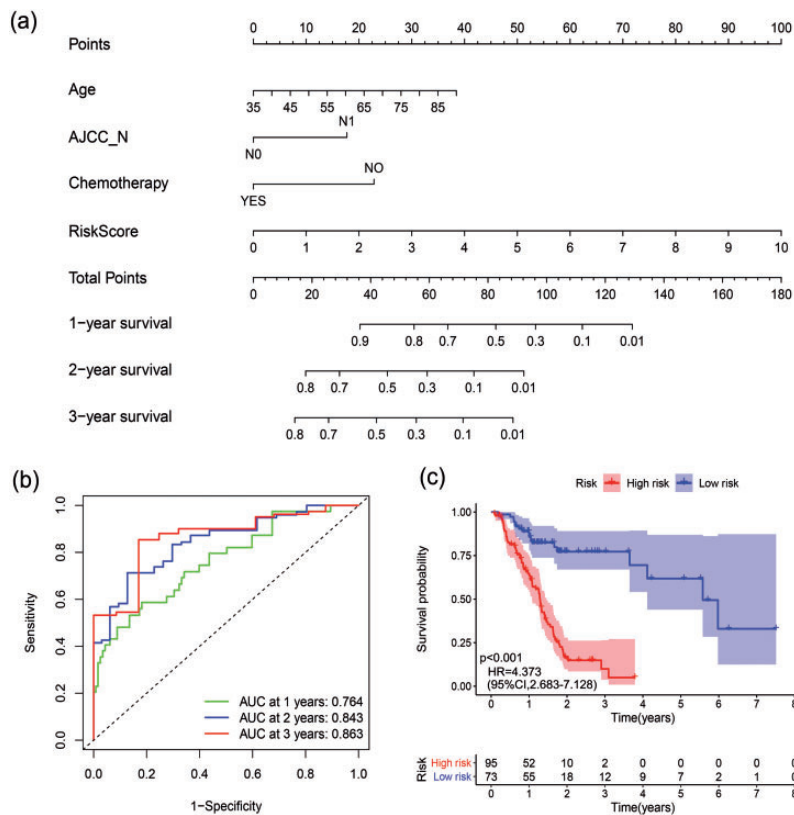 (a)
Points
0 10 20 30 40 50 60 70 80 90 100
Age
35 45 55 65 75 85
AJCC_N
N1
N0
Chemotherapy
NO
YES
RiskScore
0 1 2 3 4 5 6 7 8 9 10
Total Points
0 20 40 60 80 100 120 140 160 180
1-year survival
0.9 0.8 0.7 0.5 0.3 0.1 0.01
2-year survival
0.8 0.7 0.5 0.3 0.1 0.01
3-year survival
0.8 0.7 0.5 0.3 0.1 0.01
(b)
1.0
0.8
0.6
0.4
0.2
0.0
Sensitivity
AUC at 1 years: 0.764
AUC at 2 years: 0.843
AUC at 3 years: 0.863
0.0 0.2 0.4 0.6 0.8 1.0
1-Specificity
(c)
Risk High risk Low risk
1.00
0.75
0.50
0.25
0.00
Survival probability
p<0.001
HR=4.373
(95%CI,2.683-7.128)
0 1 2 3 4 5 6 7 8
Time(years)
Risk
High risk 95 52 10 2 0 0 0 0 0
Low risk 73 55 18 12 9 7 2 1 0
0 1 2 3 4 5 6 7 8
Time(years)